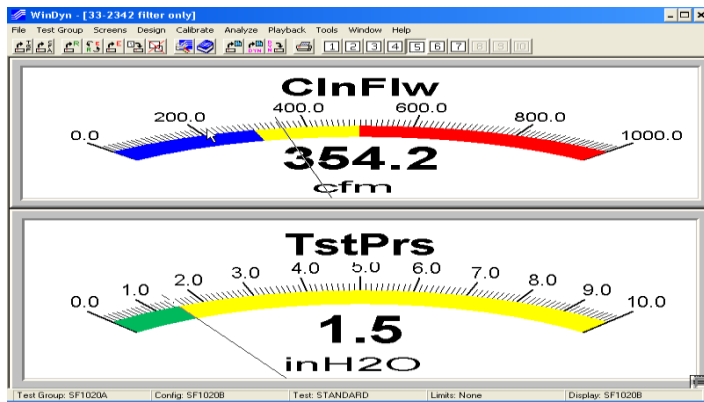 WinDyn - [33-2342 filter only]
File Test Group Screens Design Calibrate Analyze Playback Tools Window Help
1 2 3 4 5 6 7 8 9 10
ClnFlw
0.0 200.0 400.0 600.0 800.0 1000.0
354.2
cfm
TstPrs
0.0 1.0 2.0 3.0 4.0 5.0 6.0 7.0 8.0 9.0 10.0
1.5
inH2O
Test Group: SF1020A Config: SF1020B Test: STANDARD Limits: None Display: SF1020B